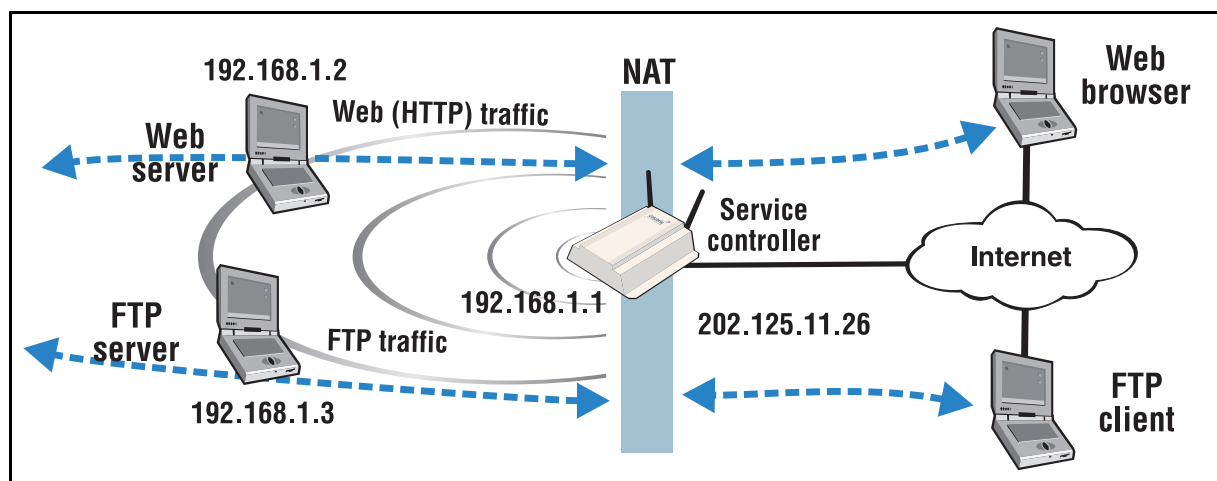 192.168.1.2
NAT
Web
browser
Web (HTTP) traffic
Web
server
Service
controller
Internet
192.168.1.1
202.125.11.26
FTP
server
FTP traffic
192.168.1.3
FTP
client